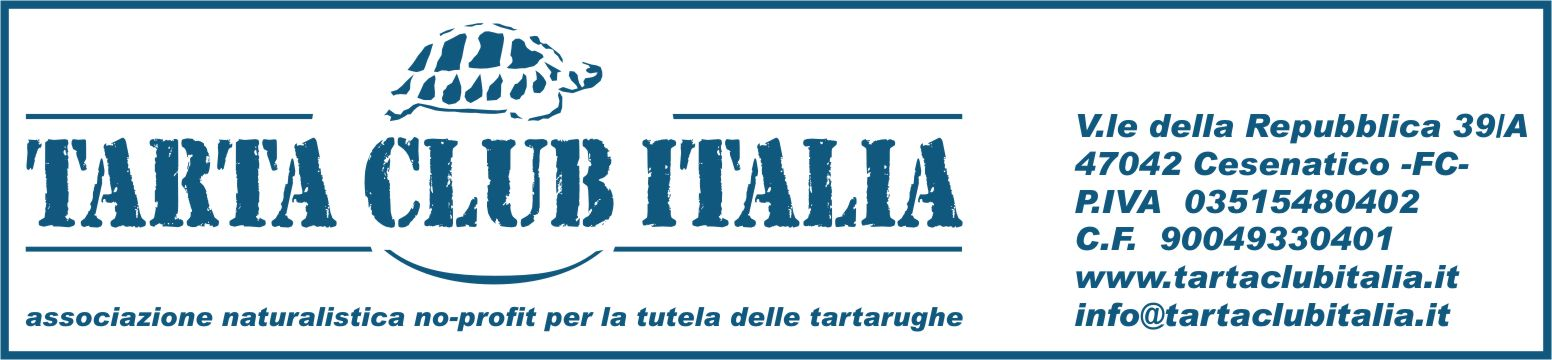 TARTA CLUB ITALIA
associazione naturalistica no-profit per la tutela delle tartarughe
V.le della Repubblica 39/A
47042 Cesenatico -FC-
P.IVA  03515480402
C.F.  90049330401
www.tartaclubitalia.it
info@tartaclubitalia.it